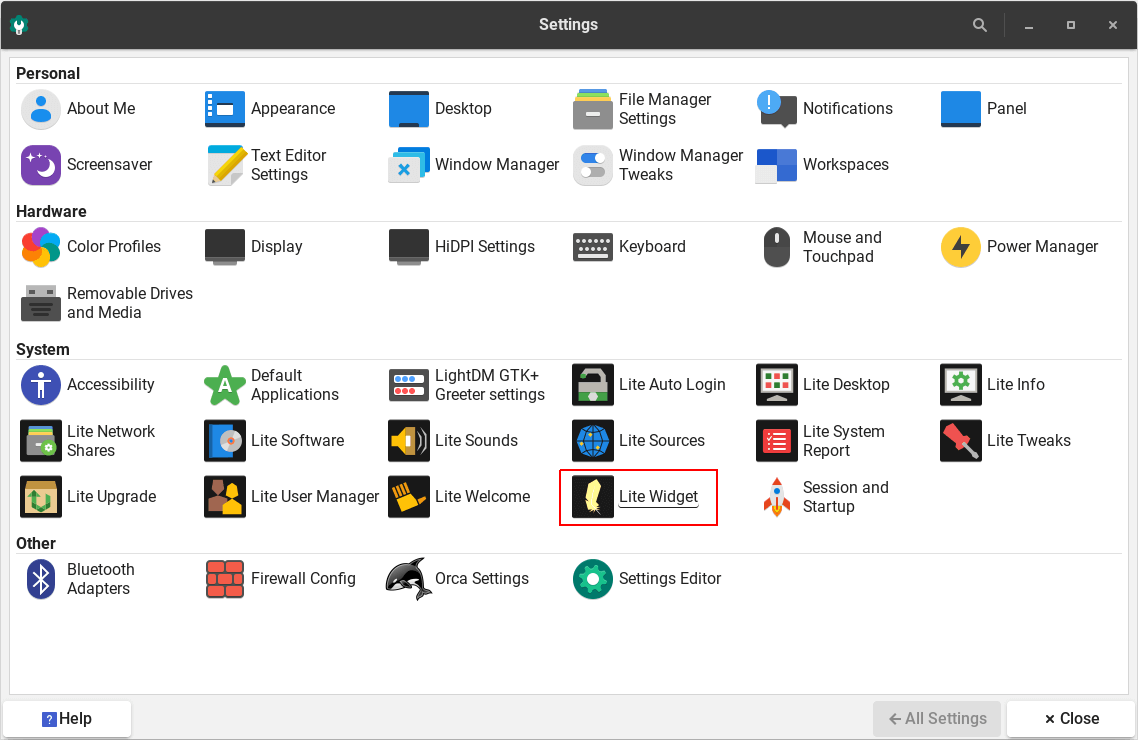 Settings
Personal
About Me
Appearance
Desktop
File Manager
Settings
Notifications
Panel
Screensaver
Text Editor
Settings
Window Manager
Window Manager
Tweaks
Workspaces
Hardware
Color Profiles
Display
HiDPI Settings
Keyboard
Mouse and
Touchpad
Power Manager
Removable Drives
and Media
System
Accessibility
A
Default
Applications
LightDM GTK+
Greeter settings
Lite Auto Login
Lite Desktop
Lite Info
Lite Network
Shares
Lite Software
Lite Sounds
Lite Sources
Lite System
Report
Lite Tweaks
Lite Upgrade
Lite User Manager
Lite Welcome
Lite Widget
Session and
Startup
Other
Bluetooth
Adapters
Firewall Config
Orca Settings
Settings Editor
? Help
All Settings
Close